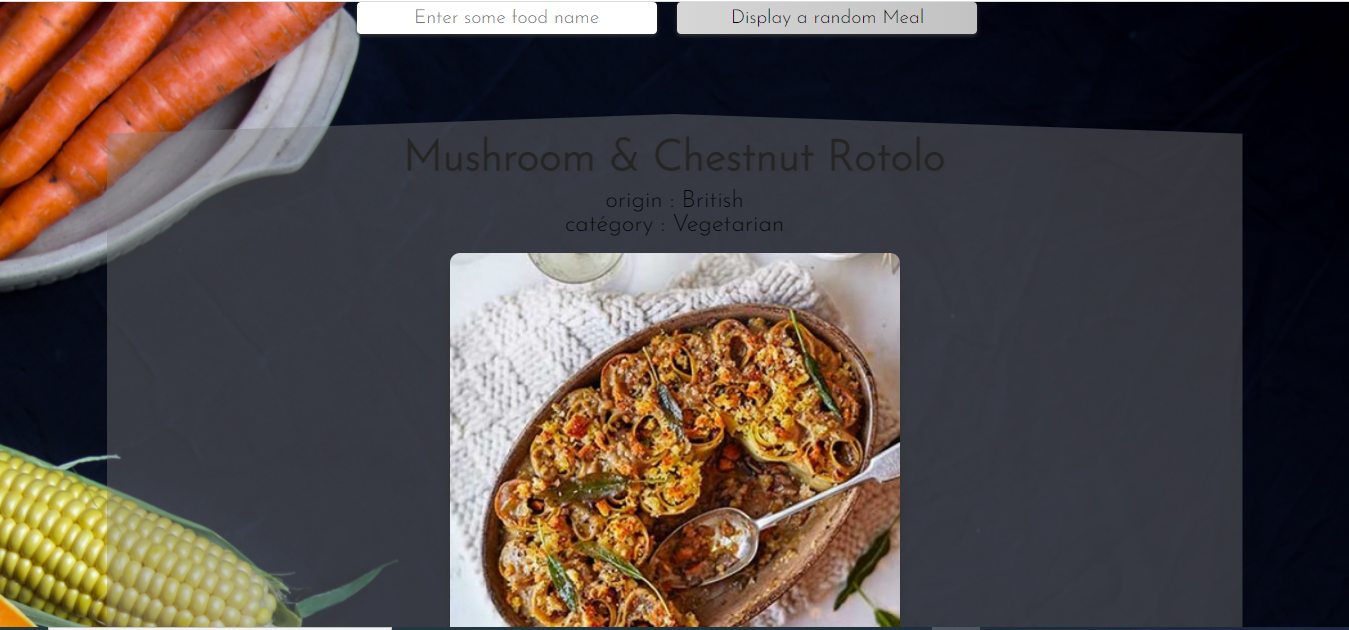 Enter some food name
Display a random Meal
Mushroom & Chestnut Rotolo
origin : British
catégory : Vegetarian